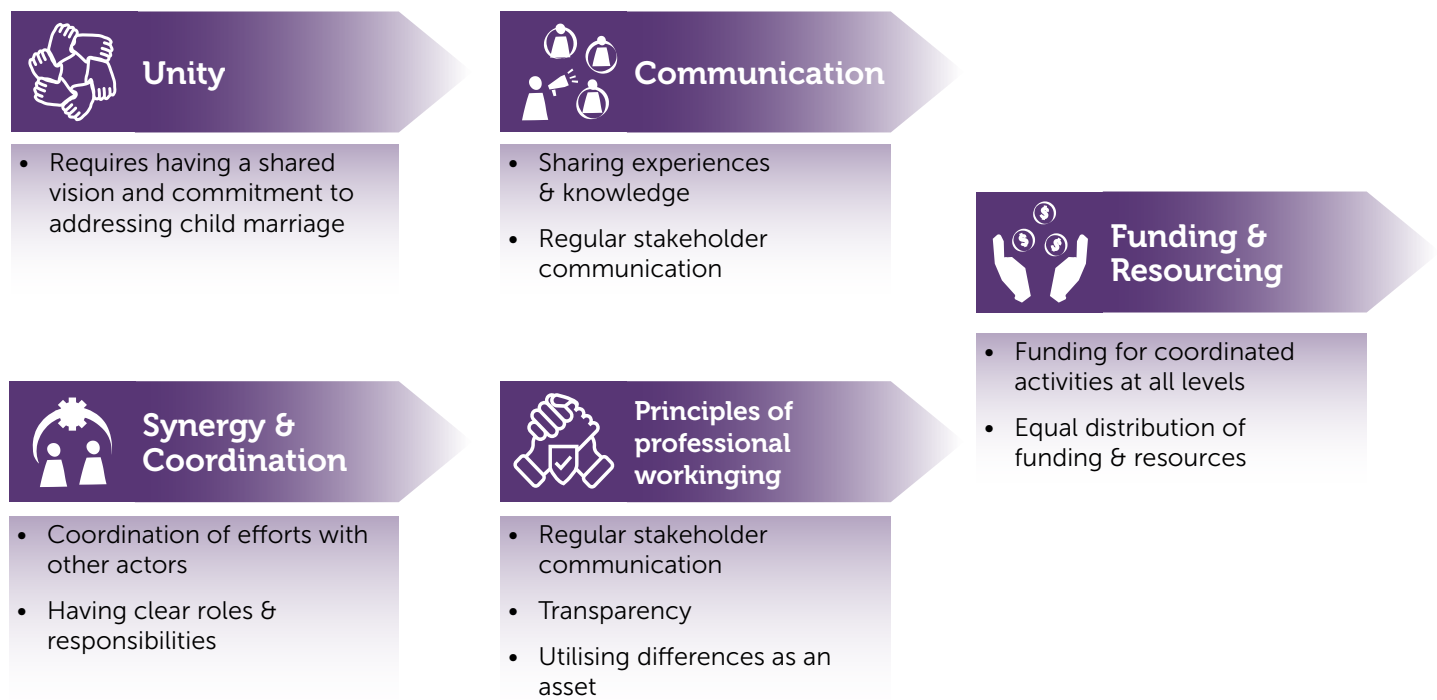 Unity
• Requires having a shared
vision and commitment to
addressing child marriage
Communication
• Sharing experiences
& knowledge
• Regular stakeholder
communication
Synergy &
Coordination
• Coordination of efforts with
other actors
• Having clear roles &
responsibilities
Principles of
professional
workinging
• Regular stakeholder
communication
• Transparency
• Utilising differences as an
asset
Funding &
Resourcing
• Funding for coordinated
activities at all levels
• Equal distribution of
funding & resources